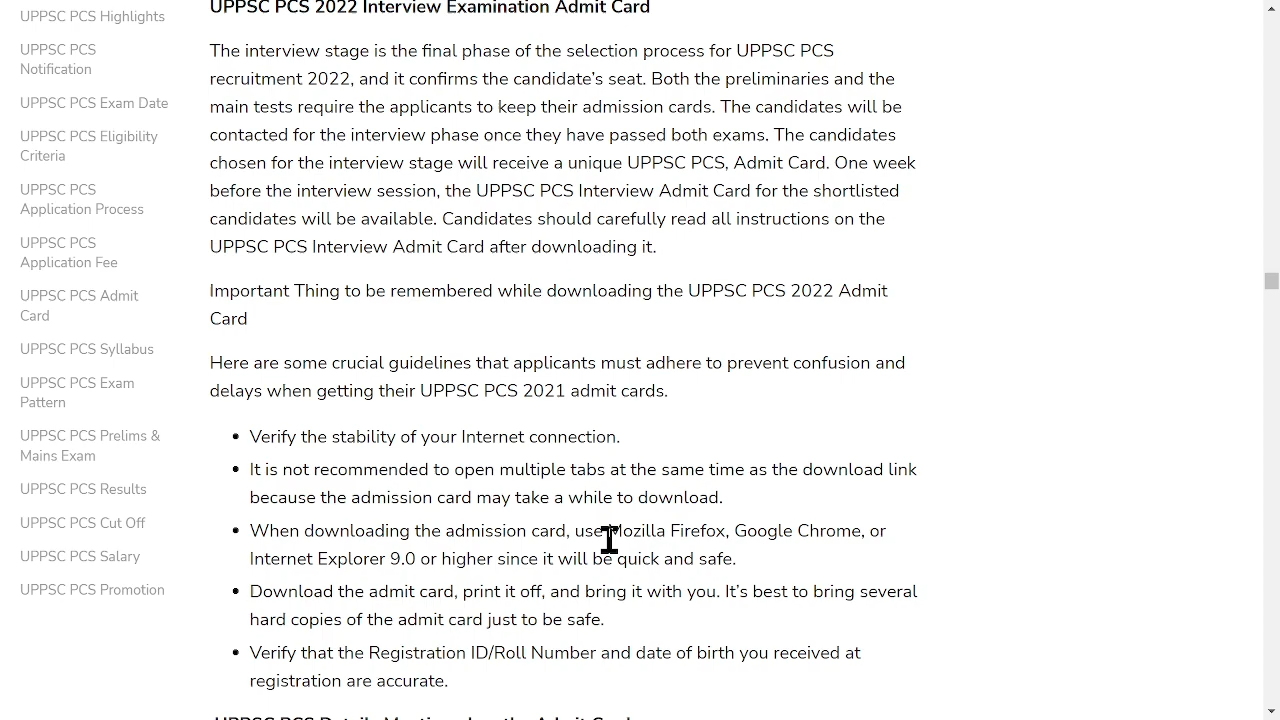 UPPSC PCS Highlights
UPPSC PCS
Notification
UPPSC PCS Exam Date
UPPSC PCS Eligibility
Criteria
UPPSC PCS
Application Process
UPPSC PCS
Application Fee
UPPSC PCS Admit
Card
UPPSC PCS Syllabus
UPPSC PCS Exam
Pattern
UPPSC PCS Prelims &
Mains Exam
UPPSC PCS Results
UPPSC PCS Cut Off
UPPSC PCS Salary
UPPSC PCS Promotion
UPPSC PCS 2022 Interview Examination Admit Card
The interview stage is the final phase of the selection process for UPPSC PCS
recruitment 2022, and it confirms the candidate's seat. Both the preliminaries and the
main tests require the applicants to keep their admission cards. The candidates will be
contacted for the interview phase once they have passed both exams. The candidates
chosen for the interview stage will receive a unique UPPSC PCS, Admit Card. One week
before the interview session, the UPPSC PCS Interview Admit Card for the shortlisted
candidates will be available. Candidates should carefully read all instructions on the
UPPSC PCS Interview Admit Card after downloading it.
Important Thing to be remembered while downloading the UPPSC PCS 2022 Admit
Card
Here are some crucial guidelines that applicants must adhere to prevent confusion and
delays when getting their UPPSC PCS 2021 admit cards.
• Verify the stability of your Internet connection.
• It is not recommended to open multiple tabs at the same time as the download link
because the admission card may take a while to download.
• When downloading the admission card, use Mozilla Firefox, Google Chrome, or
Internet Explorer 9.0 or higher since it will be quick and safe.
• Download the admit card, print it off, and bring it with you. It's best to bring several
hard copies of the admit card just to be safe.
• Verify that the Registration ID/Roll Number and date of birth you received at
registration are accurate.
UPPSC PCS Details Mentioned on the Admit Card